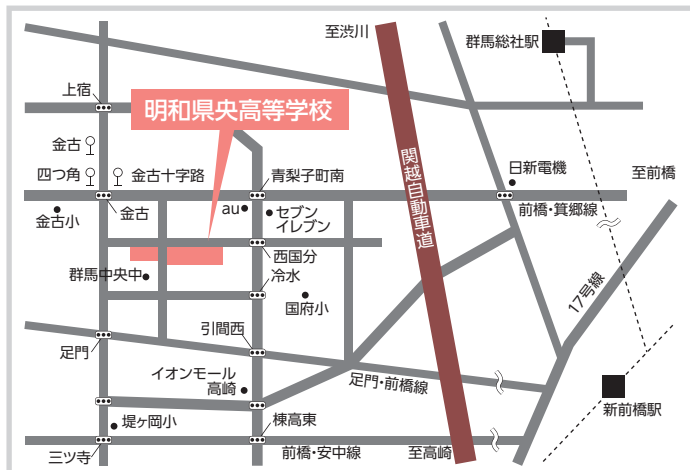 至渋川
群馬総社駅
上宿
明和県央高等学校
金古
四つ角
金古十字路
青梨子町南
日新電機
至前橋
関越自動車道
金古小
金古
au
セブン
イレブン
前橋・箕郷線
西国分
群馬中央中
冷水
国府小
17号線
足門
引間西
イオンモール
高崎
足門・前橋線
新前橋駅
堤ヶ岡小
棟高東
三ツ寺
前橋・安中線
至高崎